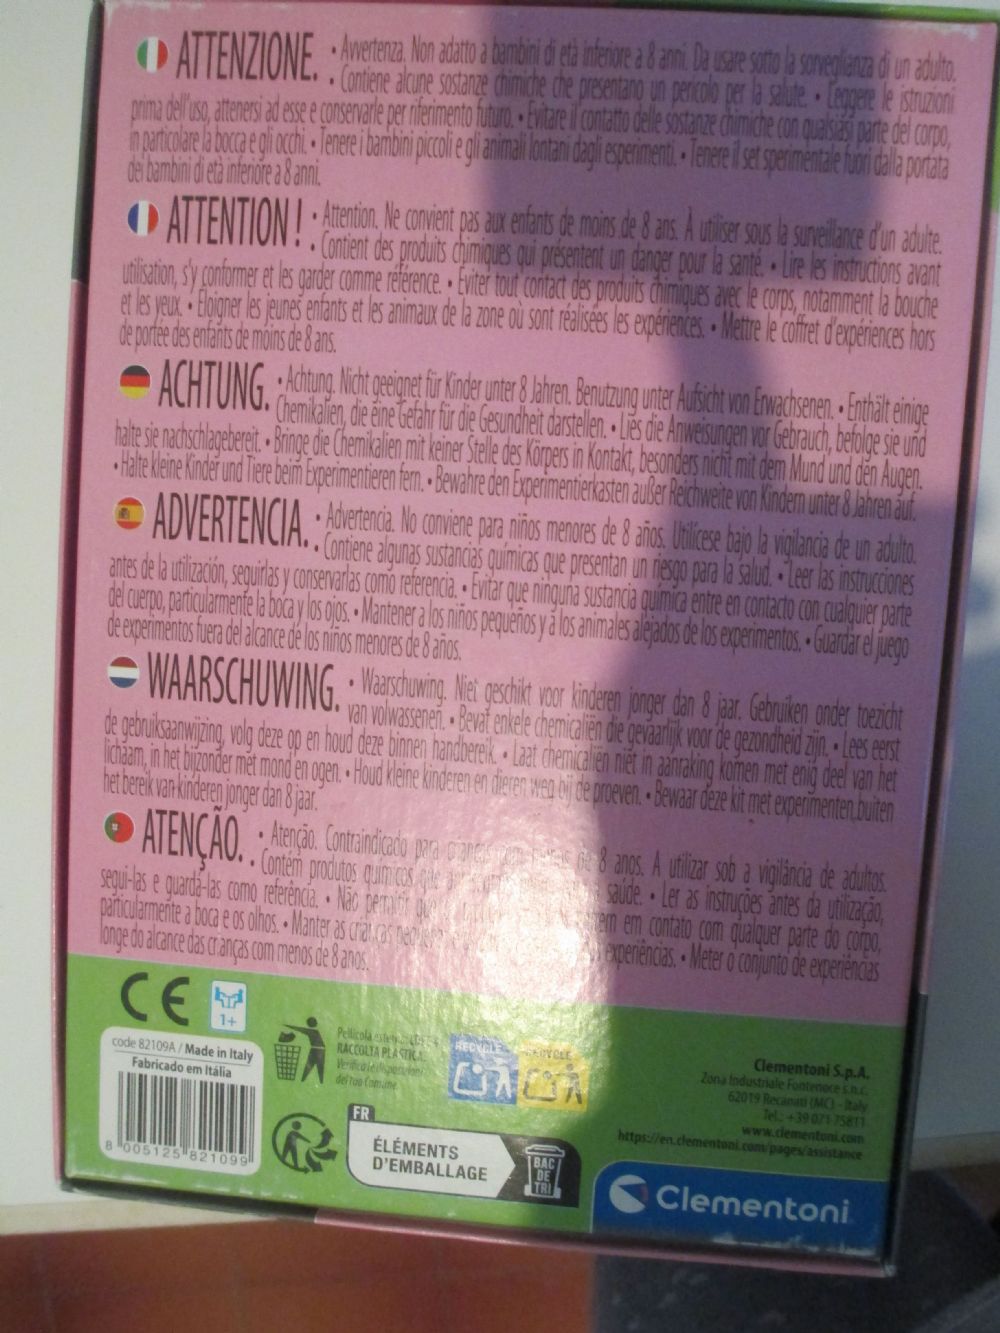 ATTENZIONE. • Avvertenza. Non adatto a bambini di età inferiore a 8 anni. Da usare sotto la sorveglianza di un adulto.
• Contiene alcune sostanze chimiche che presentano un pericolo per la salute. • Leggere le istruzioni
prima dell'uso, attenersi ad esse e conservarle per riferimento futuro. • Evitare il contatto delle sostanze chimiche con qualsiasi parte del corpo,
in particolare la bocca e gli occhi. • Tenere i bambini piccoli e gli animali lontani dagli esperimenti. • Tenere il set sperimentale fuori dalla portata
dei bambini di età inferiore a 8 anni.
ATTENTION ! • Attention. Ne convient pas aux enfants de moins de 8 ans. À utiliser sous la surveillance d'un adulte.
• Contient des produits chimiques qui présentent un danger pour la santé. • Lire les instructions avant
utilisation, s'y conformer et les garder comme référence. • Éviter tout contact des produits chimiques avec le corps, notamment la bouche
et les yeux. • Éloigner les jeunes enfants et les animaux de la zone où sont réalisées les expériences. • Mettre le coffret d'expériences hors
de portée des enfants de moins de 8 ans.
ACHTUNG. • Achtung. Nicht geeignet für Kinder unter 8 Jahren. Benutzung unter Aufsicht von Erwachsenen. • Enthält einige
Chemikalien, die eine Gefahr für die Gesundheit darstellen. • Lies die Anweisungen vor Gebrauch, befolge sie und
halte sie nachschlagebereit. • Bringe die Chemikalien mit keiner Stelle des Körpers in Kontakt, besonders nicht mit dem Mund und den Augen.
• Halte kleine Kinder und Tiere beim Experimentieren fern. • Bewahre den Experimentierkasten außer Reichweite von Kindern unter 8 Jahren auf.
ADVERTENCIA. • Advertencia. No conviene para niños menores de 8 años. Utilícese bajo la vigilancia de un adulto.
• Contiene algunas sustancias químicas que presentan un riesgo para la salud. • Leer las instrucciones
antes de la utilización, seguirlas y conservarlas como referencia. • Evitar que ninguna sustancia química entre en contacto con cualquier parte
del cuerpo, particularmente la boca y los ojos. • Mantener a los niños pequeños y a los animales alejados de los experimentos. • Guardar el juego
de experimentos fuera del alcance de los niños menores de 8 años.
WAARSCHUWING. • Waarschuwing. Niet geschikt voor kinderen jonger dan 8 jaar. Gebruiken onder toezicht
van volwassenen. • Bevat enkele chemicaliën die gevaarlijk voor de gezondheid zijn. • Lees eerst
de gebruiksaanwijzing, volg deze op en houd deze binnen handbereik. • Laat chemicaliën niet in aanraking komen met enig deel van het
lichaam, in het bijzonder met mond en ogen. • Houd kleine kinderen en dieren weg bij de proeven. • Bewaar deze kit met experimenten buiten
het bereik van kinderen jonger dan 8 jaar.
ATENÇÃO. • Atenção. Contraindicado para de 8 anos. A utilizar sob a vigilância de adultos.
• Contém produtos químicos que saúde. • Ler as instruções antes da utilização,
segui-las e guardá-las como referência. • Não permitir que em contato com qualquer parte do corpo,
particularmente a boca e os olhos. • Manter as crianças experiências. • Meter o conjunto de experiências
longe do alcance das crianças com menos de 8 anos.
CE
1+
code 82109A / Made in Italy
Fabricado em Itália
8 005125 821099
Pellicola
RACCOLTA PLASTICA.
Verifica le disposizioni
del tuo Comune.
RECYCLE
RECYCLE
FR
ÉLÉMENTS
D'EMBALLAGE
BAC
DE
TRI
Clementoni S.p.A.
Zona Industriale Fontenoce s.n.c.
62019 Recanati (MC) - Italy
Tel.: +39 071 75811
www.clementoni.com
https://en.clementoni.com/pages/assistance
Clementoni